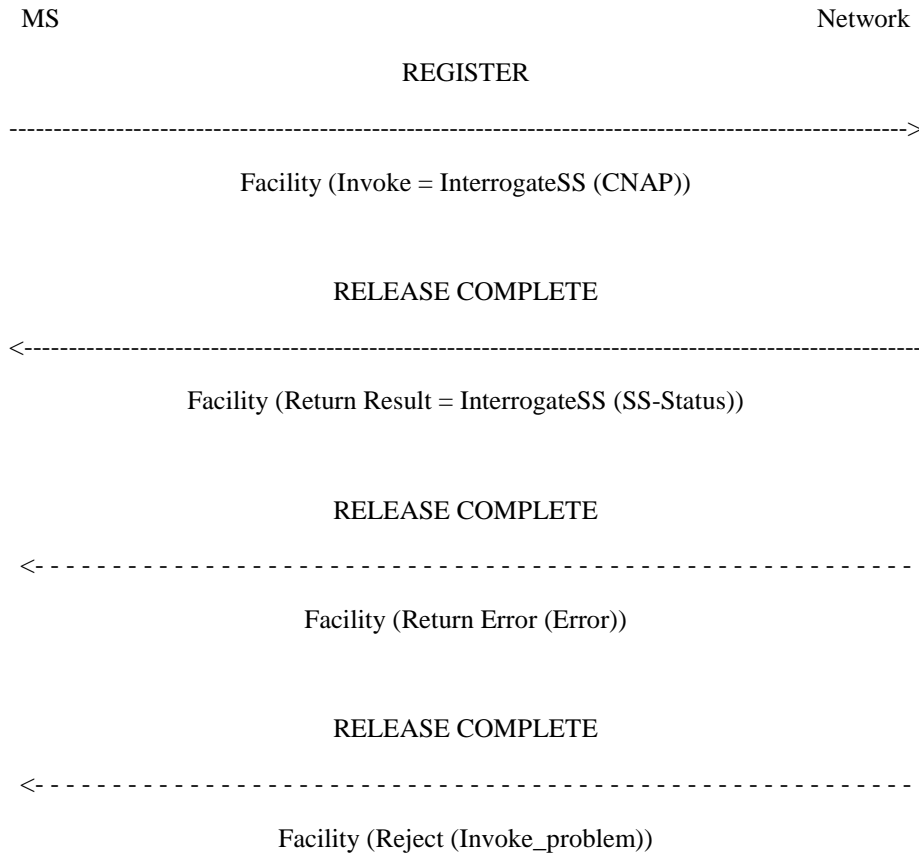 MS Network
REGISTER
------------------------------------------------------------------------------------------------------>
Facility (Invoke = InterrogateSS (CNAP))
RELEASE COMPLETE
<------------------------------------------------------------------------------------------------------
Facility (Return Result = InterrogateSS (SS-Status))
RELEASE COMPLETE
<- - - - - - - - - - - - - - - - - - - - - - - - - - - - - - - - - - - - - - - - - - - - - - - - - - - - - - - - -
Facility (Return Error (Error))
RELEASE COMPLETE
<- - - - - - - - - - - - - - - - - - - - - - - - - - - - - - - - - - - - - - - - - - - - - - - - - - - - - - - - -
Facility (Reject (Invoke_problem))